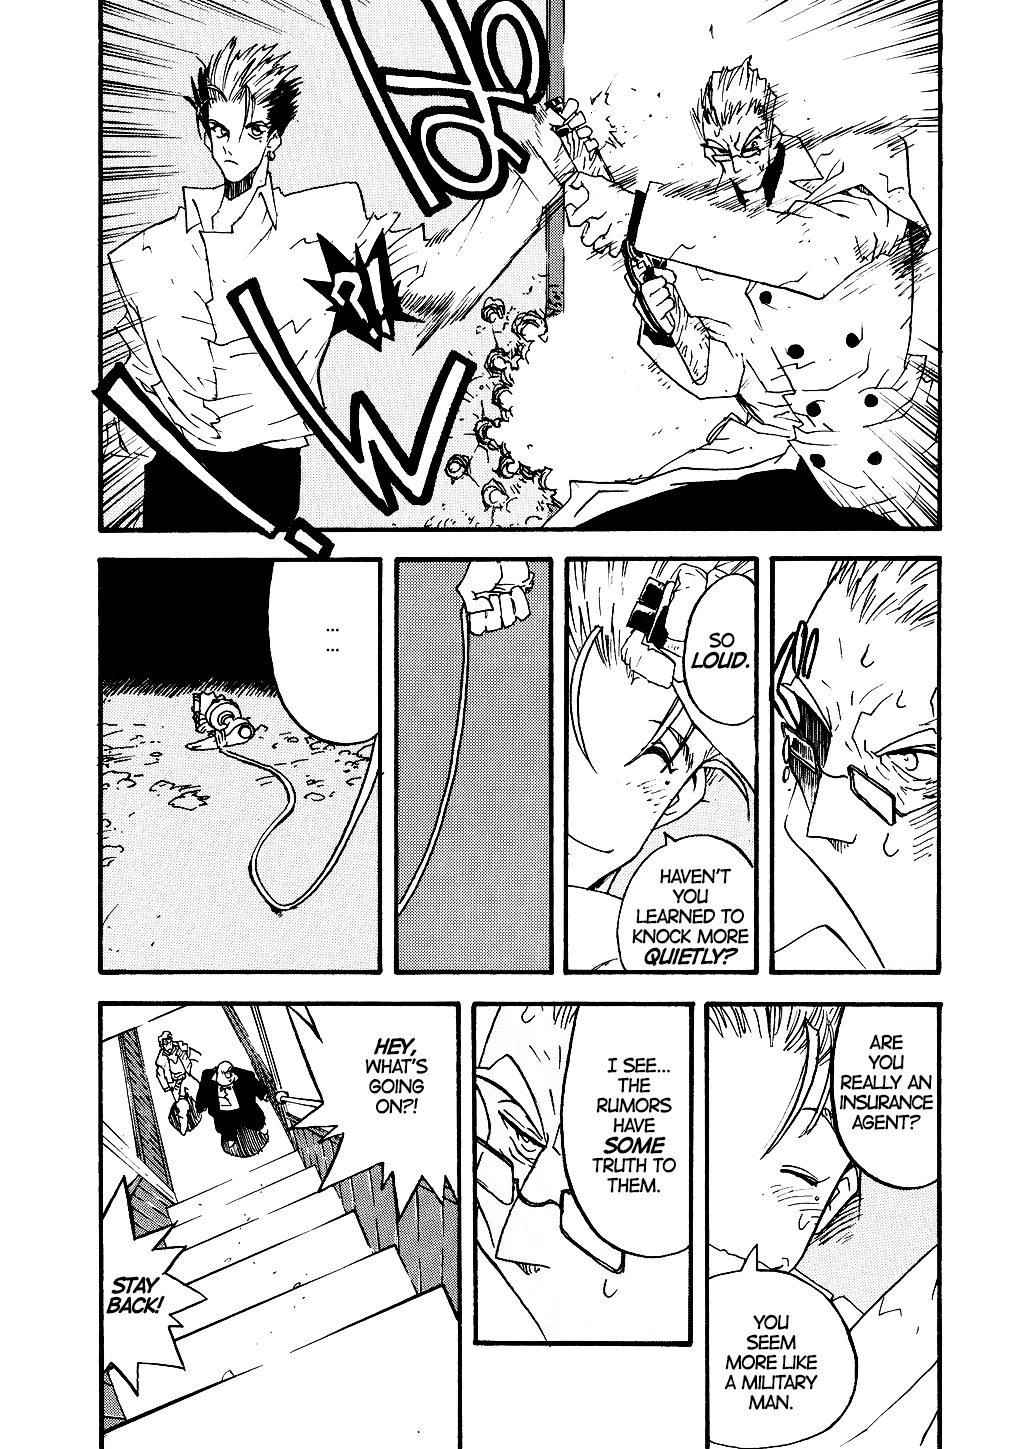 ?!
SO
LOUD.
HAVEN'T
YOU
LEARNED TO
KNOCK MORE
QUIETLY?
...
...
ARE
YOU
REALLY AN
INSURANCE
AGENT?
YOU
SEEM
MORE LIKE
A MILITARY
MAN.
I SEE...
THE
RUMORS
HAVE
SOME
TRUTH TO
THEM.
HEY,
WHAT'S
GOING
ON?!
STAY
BACK!